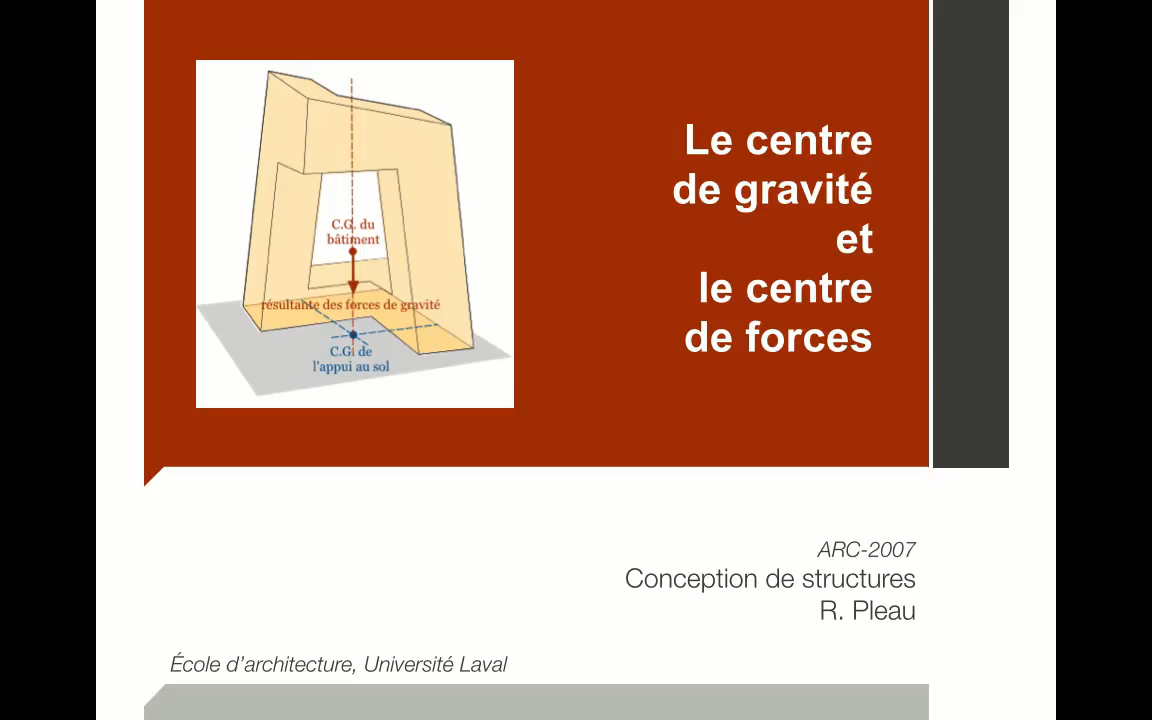 Le centre
de gravité
et
le centre
de forces
C.G. du
bâtiment
résultante des forces de gravité
C.G. de
l'appui au sol
ARC-2007
Conception de structures
R. Pleau
École d'architecture, Université Laval